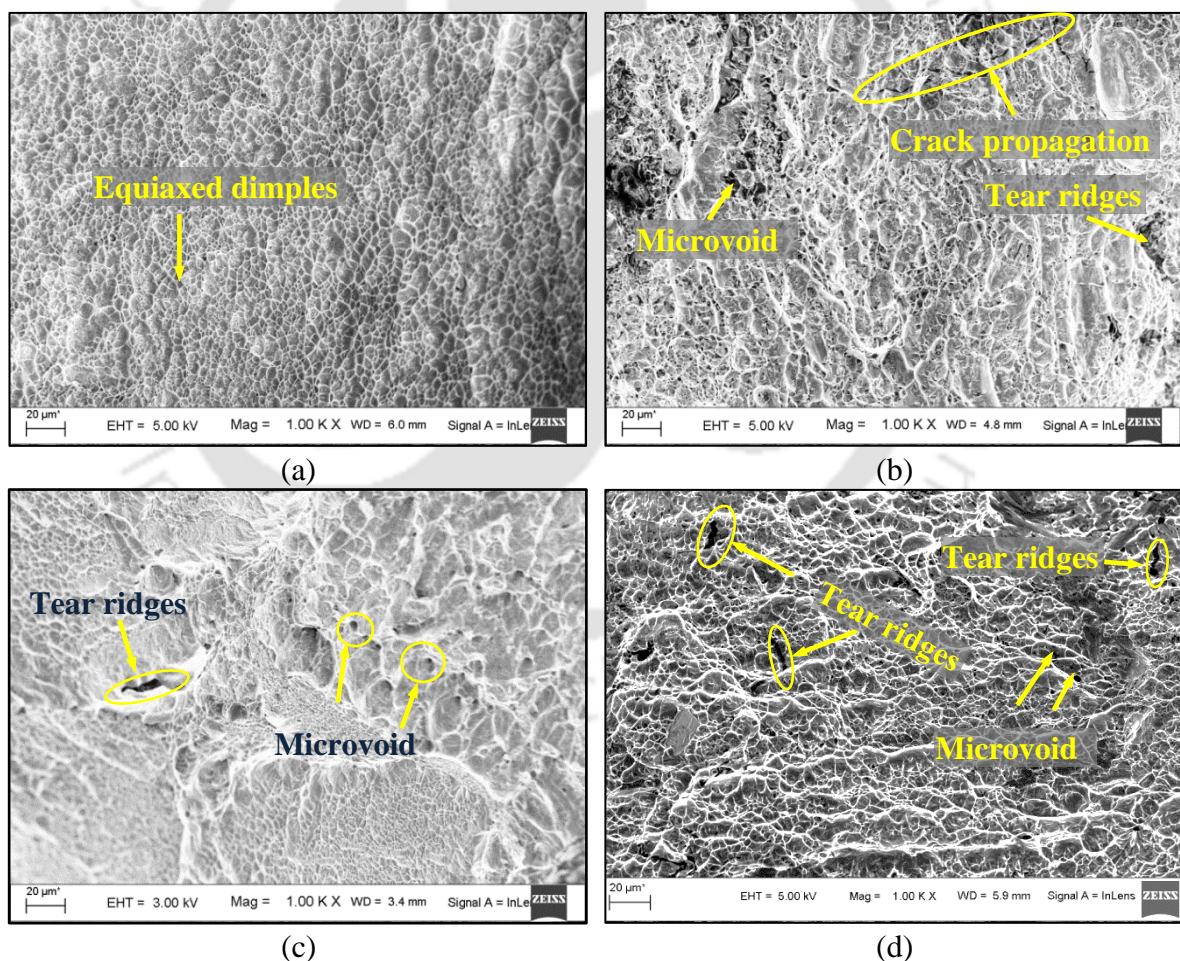 Equiaxed dimples
20 µm*
EHT = 5.00 kV
Mag = 1.00 K X
WD = 6.0 mm
Signal A = InLens
ZEISS
(a)
Crack propagation
Tear ridges
Microvoid
20 µm*
EHT = 5.00 kV
Mag = 1.00 K X
WD = 4.8 mm
Signal A = InLe
ZEISS
(b)
Tear ridges
Microvoid
20 µm*
EHT = 3.00 kV
Mag = 1.00 K X
WD = 3.4 mm
Signal A = InLe
ZEISS
(c)
Tear ridges
Tear ridges
Microvoid
20 µm*
EHT = 5.00 kV
Mag = 1.00 K X
WD = 5.9 mm
Signal A = InLens
ZEISS
(d)